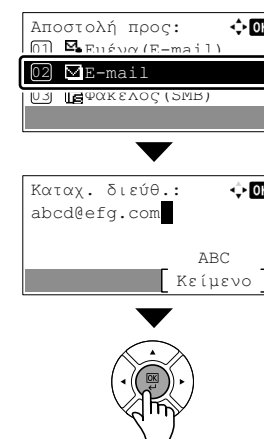 Αποστολή προς: OK
01 Εμένα(E-mail)
02 E-mail
03 Φάκελος(SMB)
Καταχ. διεύθ.: OK
abcd@efg.com
ABC
[ Κείμενο ]
OK